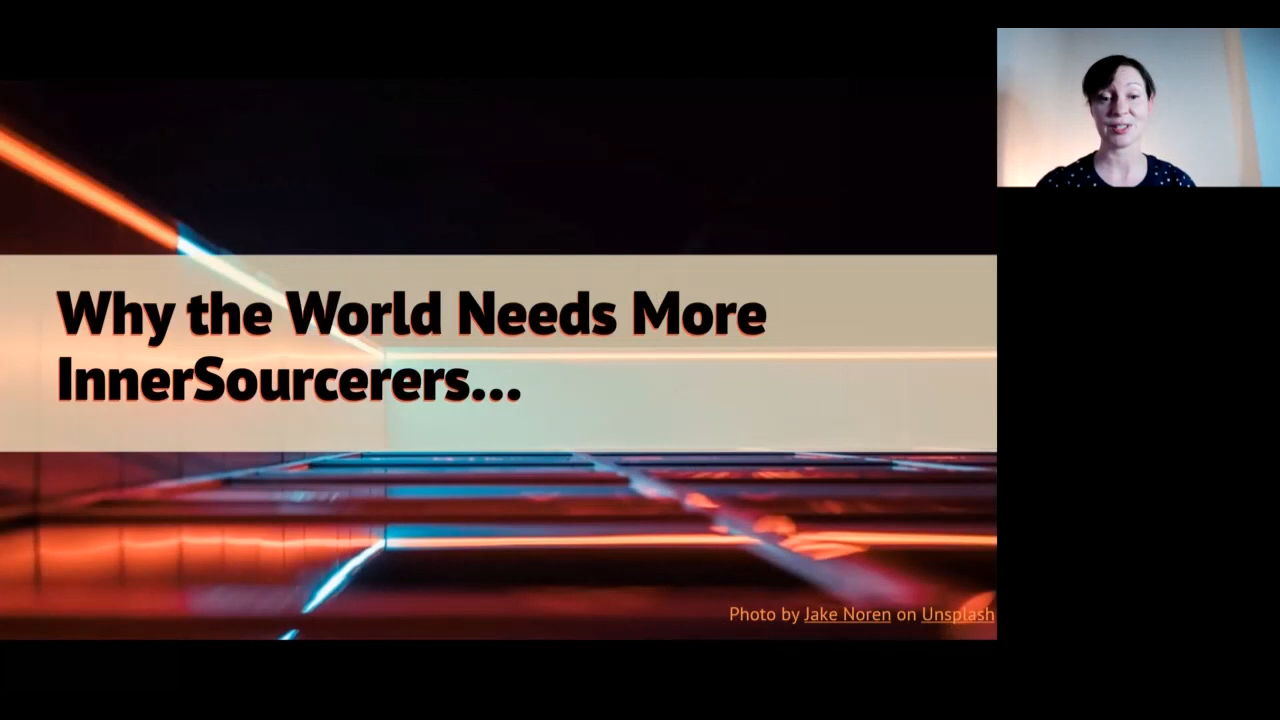 Why the World Needs More
InnerSourcerers...
Photo by Jake Noren on Unsplash